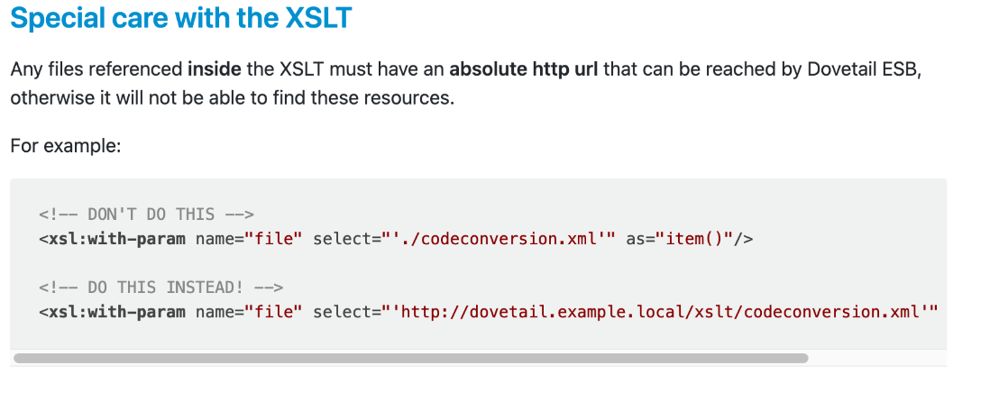 Special care with the XSLT
Any files referenced inside the XSLT must have an absolute http url that can be reached by Dovetail ESB,
otherwise it will not be able to find these resources.
For example:
<!-- DON'T DO THIS -->
<xsl:with-param name="file" select="'./codeconversion.xml'" as="item()"/>
<!-- DO THIS INSTEAD! -->
<xsl:with-param name="file" select="'http://dovetail.example.local/xslt/codeconversion.xml'"